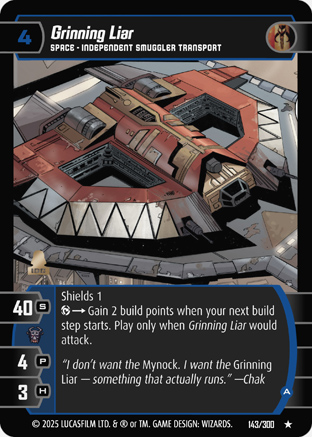 4
Grinning Liar
SPACE - INDEPENDENT SMUGGLER TRANSPORT
40 S
4 P
3 H
Shields 1
→ Gain 2 build points when your next build
step starts. Play only when Grinning Liar would
attack.
“I don't want the Mynock. I want the Grinning
Liar — something that actually runs.” —Chak
A
© 2025 LUCASFILM LTD. & ® OR TM. GAME DESIGN: WIZARDS.
143/300